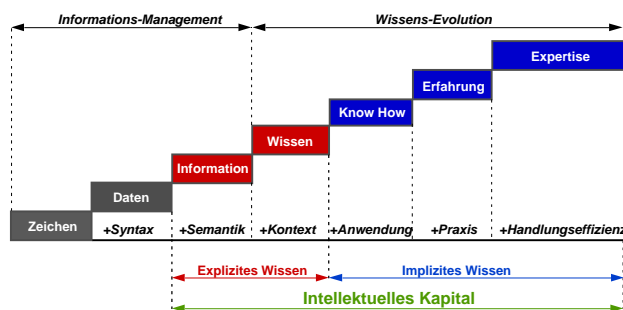 Informations-Management
Wissens-Evolution
Expertise
Erfahrung
Know How
Wissen
Information
Daten
Zeichen
+Syntax
+Semantik
+Kontext
+Anwendung
+Praxis
+Handlungseffizienz
Explizites Wissen
Implizites Wissen
Intellektuelles Kapital